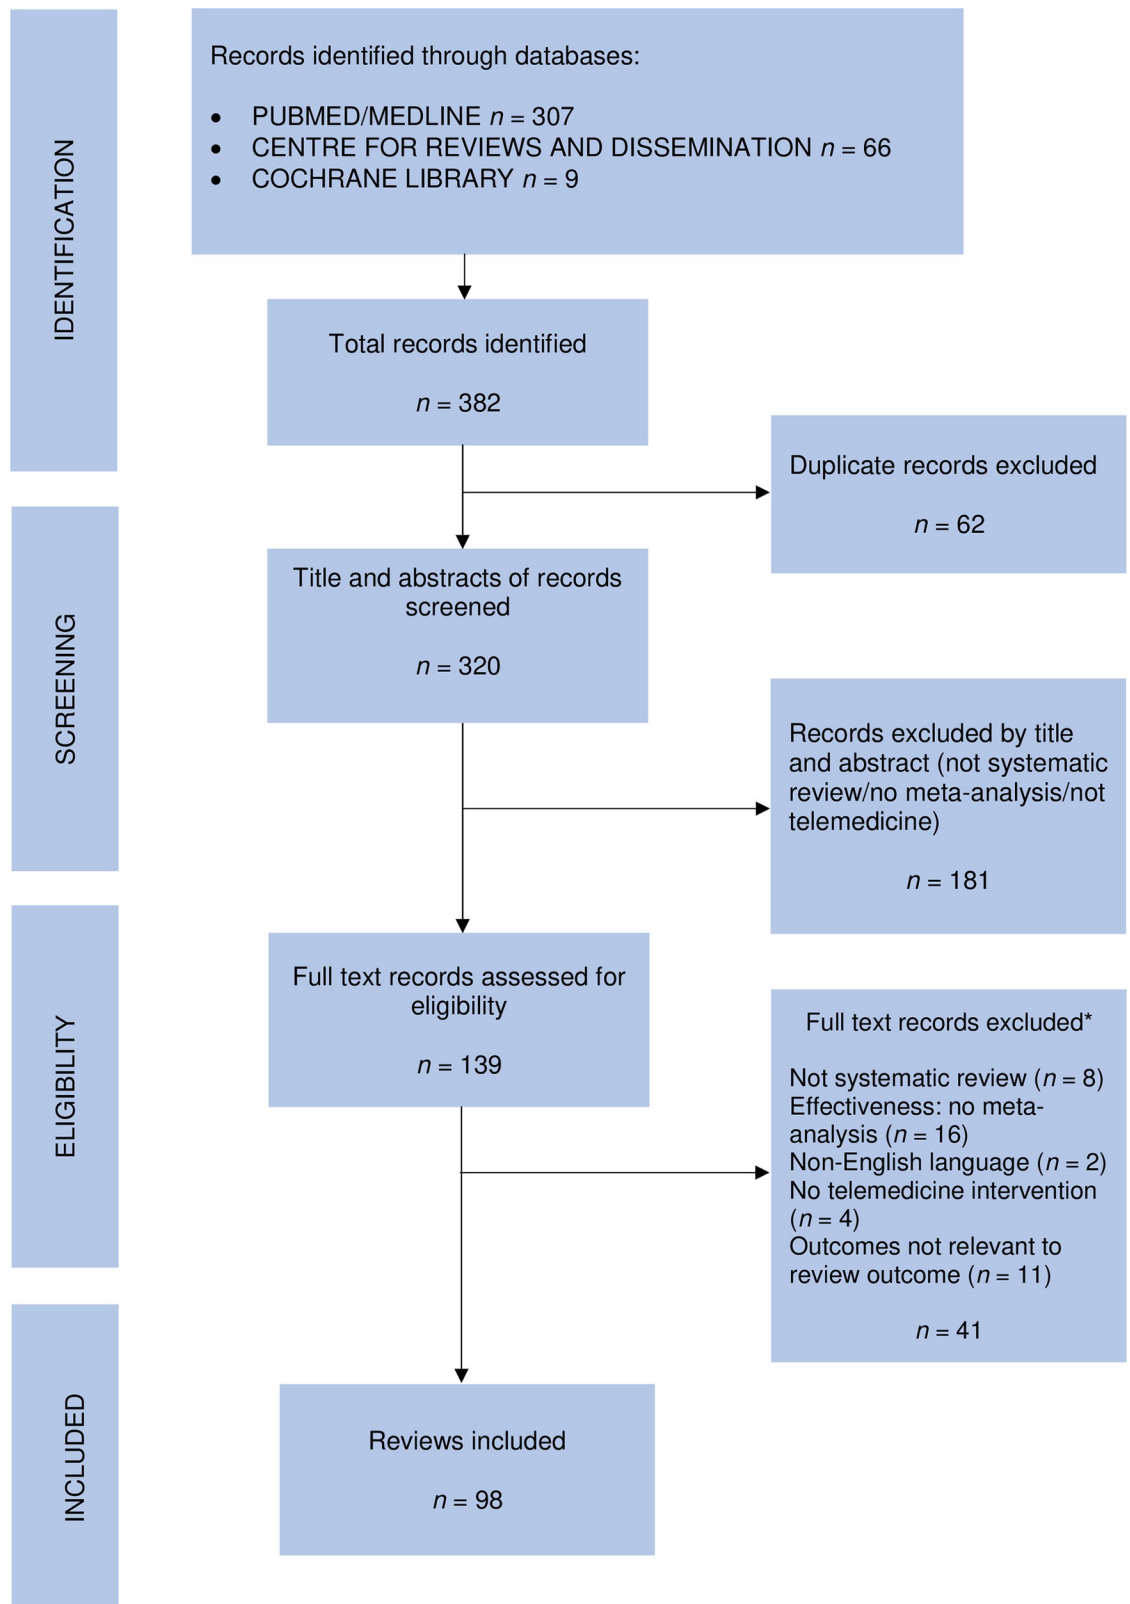 IDENTIFICATION
Records identified through databases:
• PUBMED/MEDLINE n = 307
• CENTRE FOR REVIEWS AND DISSEMINATION n = 66
• COCHRANE LIBRARY n = 9
Total records identified
n = 382
Duplicate records excluded
n = 62
SCREENING
Title and abstracts of records
screened
n = 320
Records excluded by title
and abstract (not systematic
review/no meta-analysis/not
telemedicine)
n = 181
ELIGIBILITY
Full text records assessed for
eligibility
n = 139
Full text records excluded*
Not systematic review (n = 8)
Effectiveness: no meta-
analysis (n = 16)
Non-English language (n = 2)
No telemedicine intervention
(n = 4)
Outcomes not relevant to
review outcome (n = 11)
n = 41
INCLUDED
Reviews included
n = 98